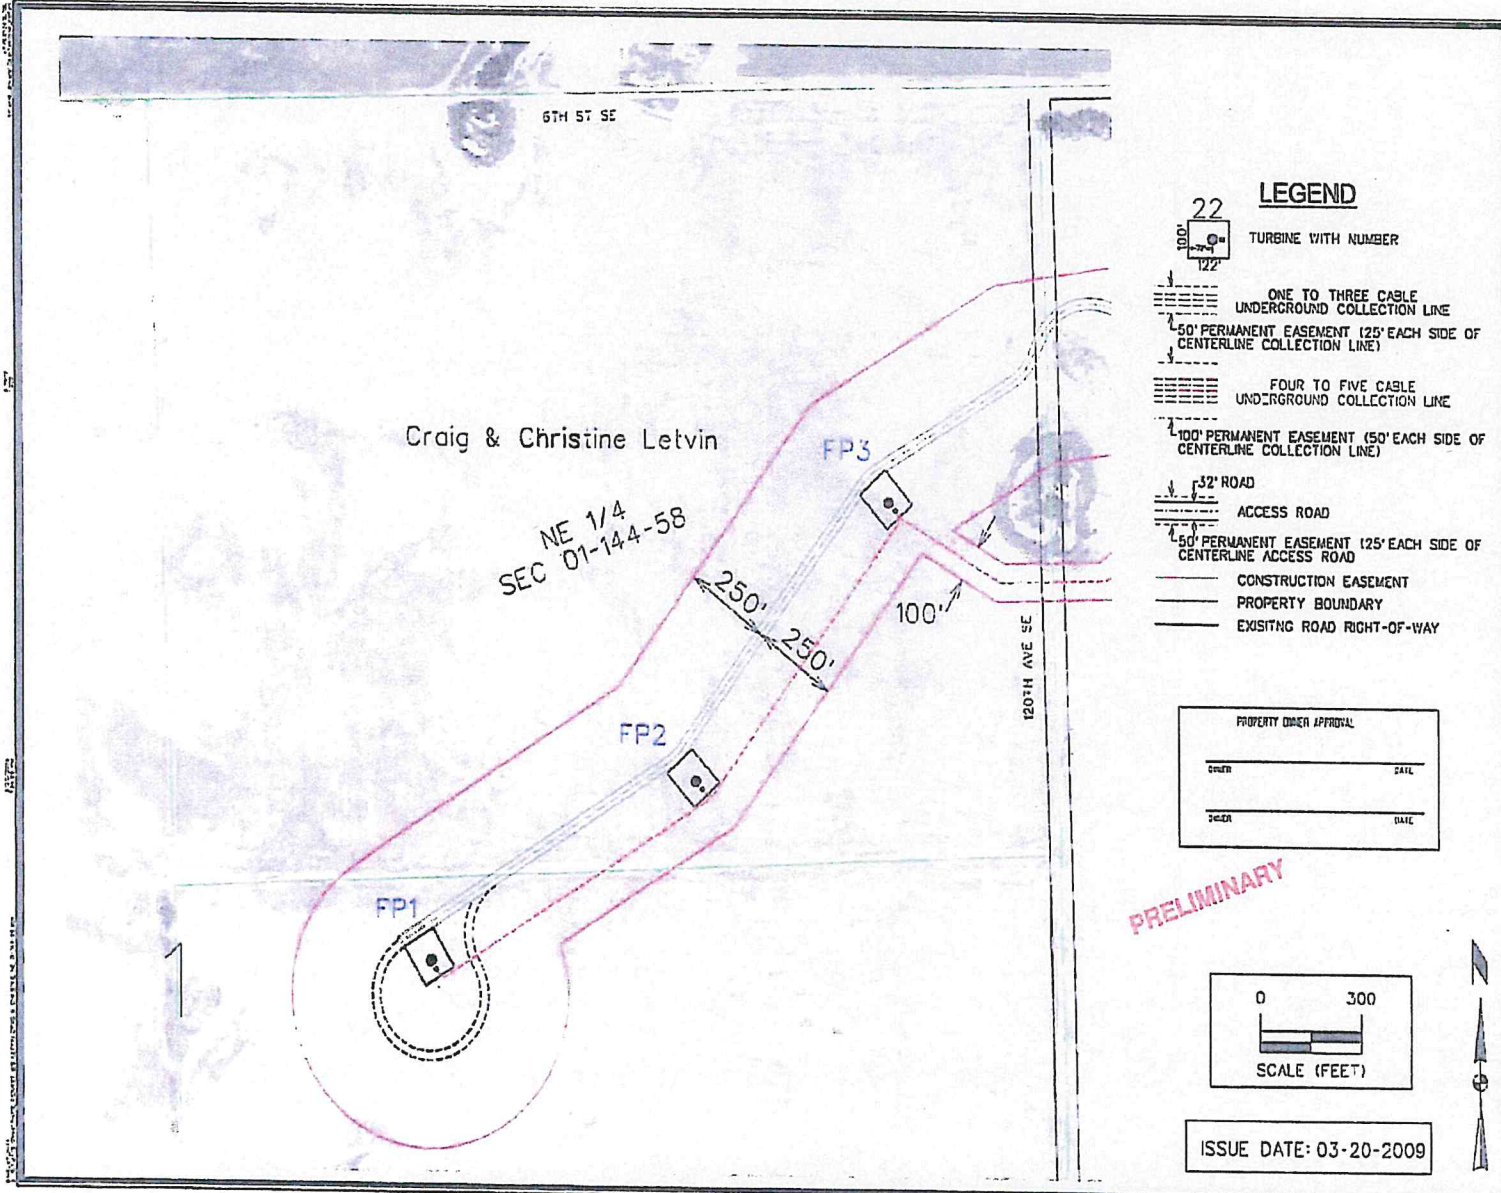 6TH ST SE
Craig & Christine Letvin
NE 1/4
SEC 01-144-58
FP3
250'
250'
100'
FP2
FP1
1
120TH AVE SE
LEGEND
22
100'
122'
TURBINE WITH NUMBER
ONE TO THREE CABLE
UNDERGROUND COLLECTION LINE
50' PERMANENT EASEMENT (25' EACH SIDE OF
CENTERLINE COLLECTION LINE)
FOUR TO FIVE CABLE
UNDERGROUND COLLECTION LINE
100' PERMANENT EASEMENT (50' EACH SIDE OF
CENTERLINE COLLECTION LINE)
32' ROAD
ACCESS ROAD
50' PERMANENT EASEMENT (25' EACH SIDE OF
CENTERLINE ACCESS ROAD
CONSTRUCTION EASEMENT
PROPERTY BOUNDARY
EXISITNG ROAD RIGHT-OF-WAY
PROPERTY OWNER APPROVAL
OWNER DATE
OWNER DATE
PRELIMINARY
N
0 300
SCALE (FEET)
ISSUE DATE: 03-20-2009